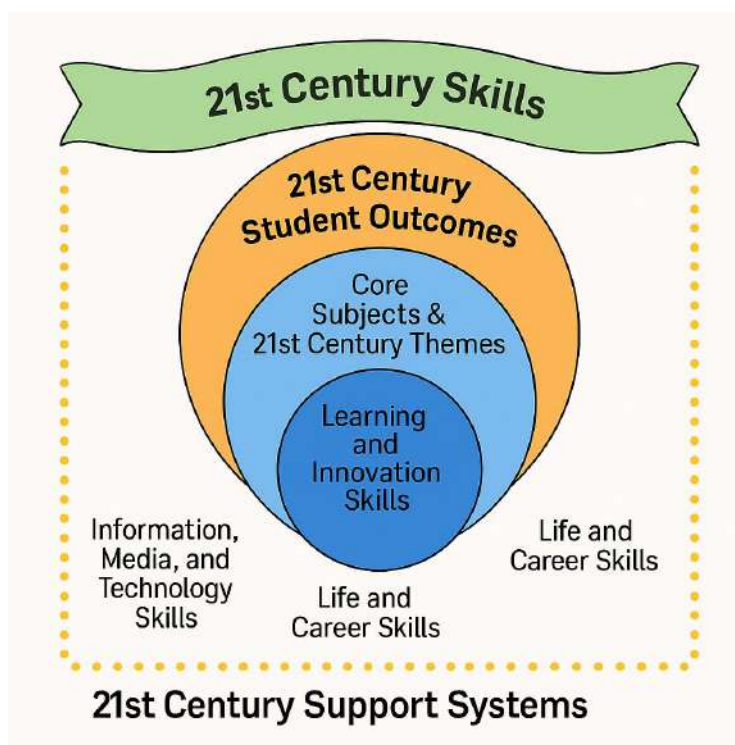 21st Century Skills
21st Century
Student Outcomes
Core
Subjects &
21st Century Themes
Learning
and
Innovation
Skills
Information,
Media, and
Technology
Skills
Life and
Career Skills
Life and
Career Skills
21st Century Support Systems